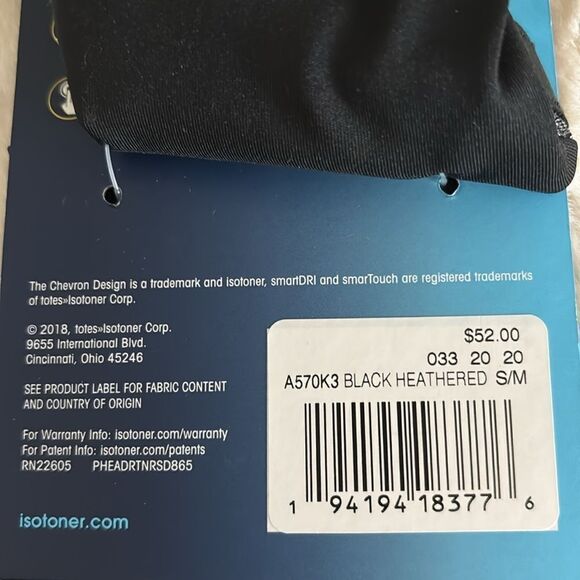 The Chevron Design is a trademark and isotoner, smartDRI and smarTouch are registered trademarks
of totes»Isotoner Corp.
© 2018, totes»Isotoner Corp.
9655 International Blvd.
Cincinnati, Ohio 45246
SEE PRODUCT LABEL FOR FABRIC CONTENT
AND COUNTRY OF ORIGIN
For Warranty Info: isotoner.com/warranty
For Patent Info: isotoner.com/patents
RN22605 PHEADRTNRSD865
isotoner.com
$52.00
033 20 20
A570K3 BLACK HEATHERED S/M
1 94194 18377 6